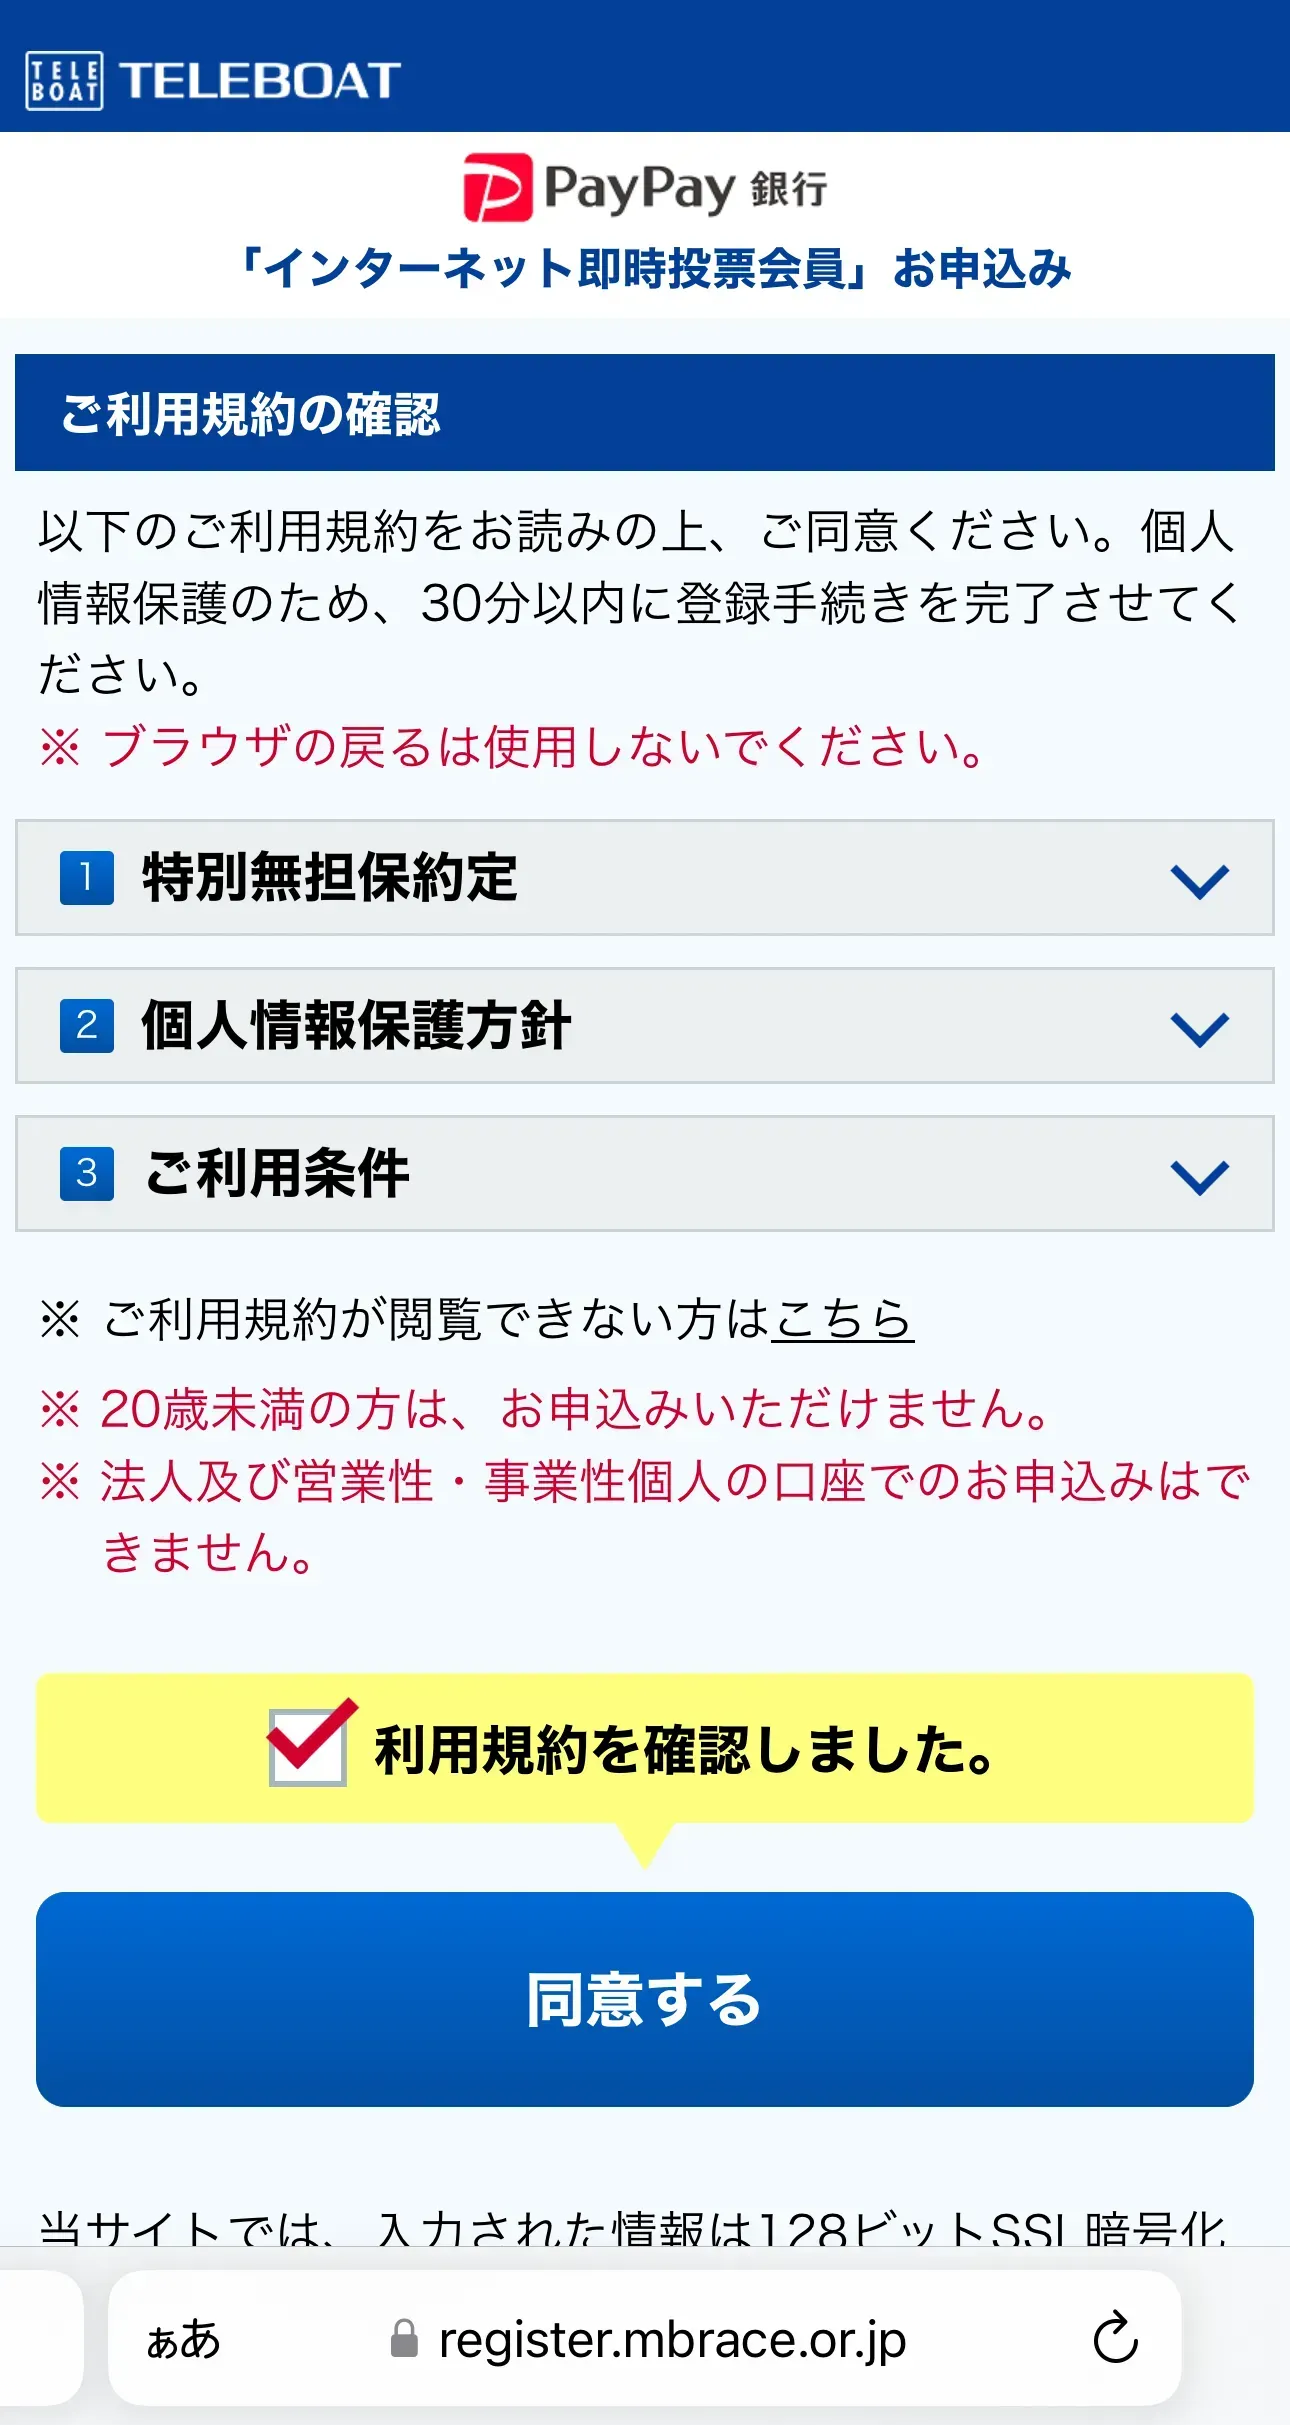 TELE
BOAT
TELEBOAT
PayPay 銀行
「インターネット即時投票会員」お申込み
ご利用規約の確認
以下のご利用規約をお読みの上、ご同意ください。個人
情報保護のため、30分以内に登録手続きを完了させてく
ださい。
※ ブラウザの戻るは使用しないでください。
1 特別無担保約定
2 個人情報保護方針
3 ご利用条件
※ ご利用規約が閲覧できない方はこちら
※ 20歳未満の方は、お申込みいただけません。
※ 法人及び営業性・事業性個人の口座でのお申込みはで
きません。
利用規約を確認しました。
同意する
当サイトでは、入力された情報は128ビットSSL暗号化
ぁあ register.mbrace.or.jp